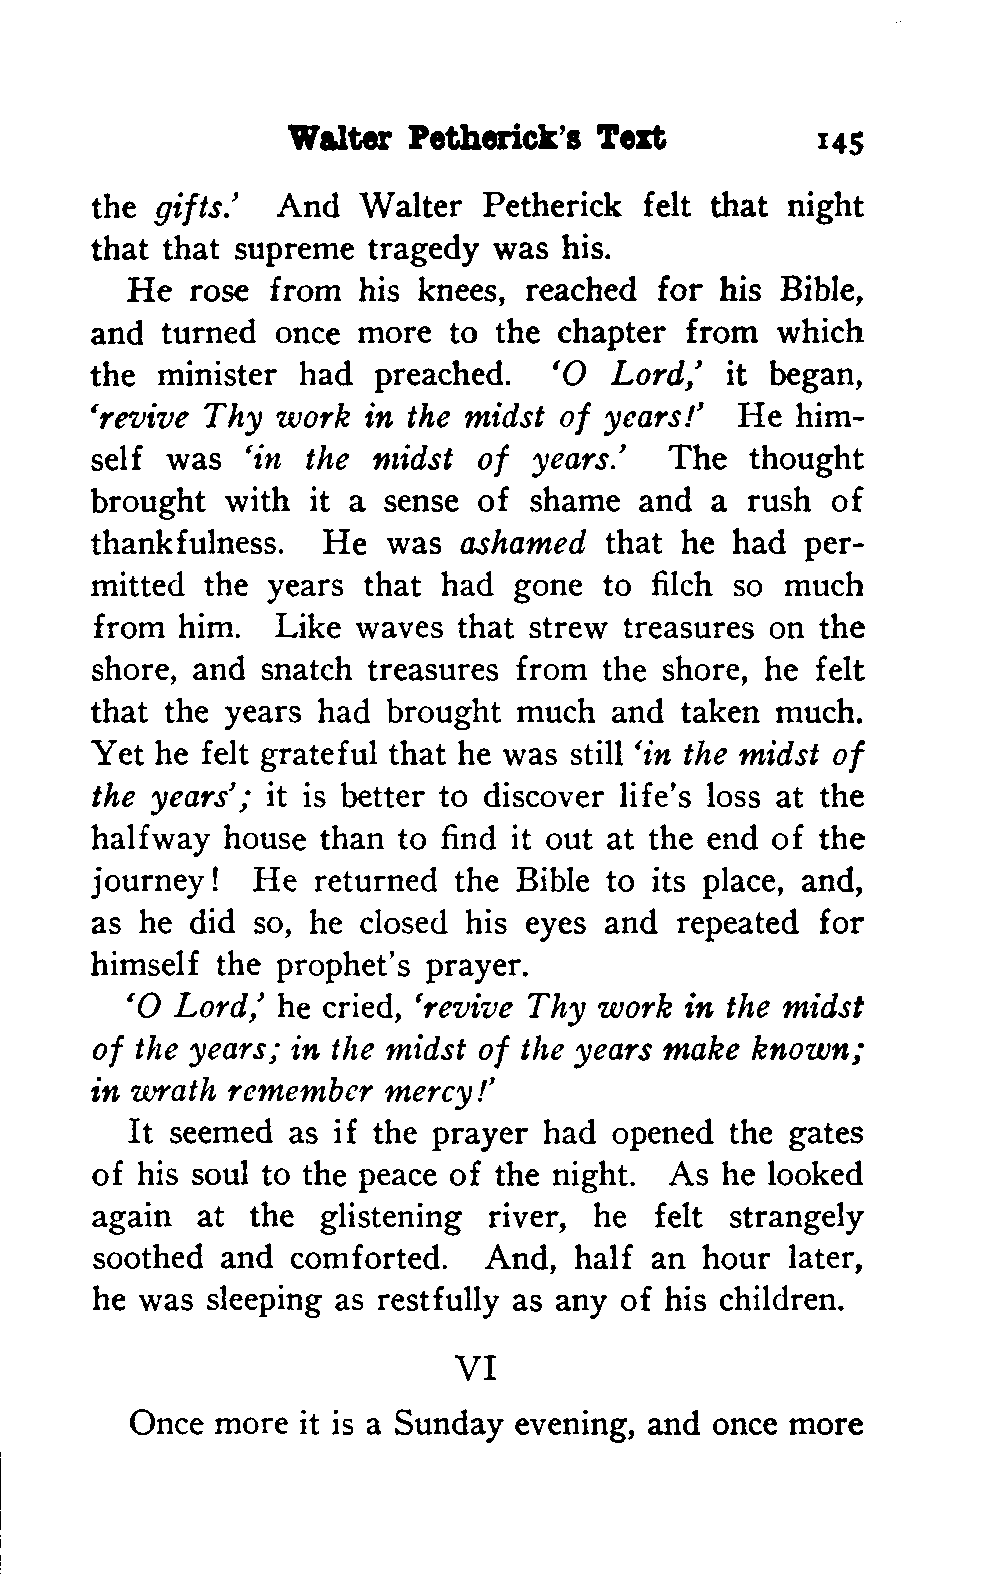 Walter Petherick's Text 145
the gifts.' And Walter Petherick felt that night
that that supreme tragedy was his.
He rose from his knees, reached for his Bible,
and turned once more to the chapter from which
the minister had preached. 'O Lord,' it began,
'revive Thy work in the midst of years!' He him-
self was 'in the midst of years.' The thought
brought with it a sense of shame and a rush of
thankfulness. He was ashamed that he had per-
mitted the years that had gone to filch so much
from him. Like waves that strew treasures on the
shore, and snatch treasures from the shore, he felt
that the years had brought much and taken much.
Yet he felt grateful that he was still 'in the midst of
the years'; it is better to discover life's loss at the
halfway house than to find it out at the end of the
journey! He returned the Bible to its place, and,
as he did so, he closed his eyes and repeated for
himself the prophet's prayer.
'O Lord,' he cried, 'revive Thy work in the midst
of the years; in the midst of the years make known;
in wrath remember mercy!'
It seemed as if the prayer had opened the gates
of his soul to the peace of the night. As he looked
again at the glistening river, he felt strangely
soothed and comforted. And, half an hour later,
he was sleeping as restfully as any of his children.
VI
Once more it is a Sunday evening, and once more